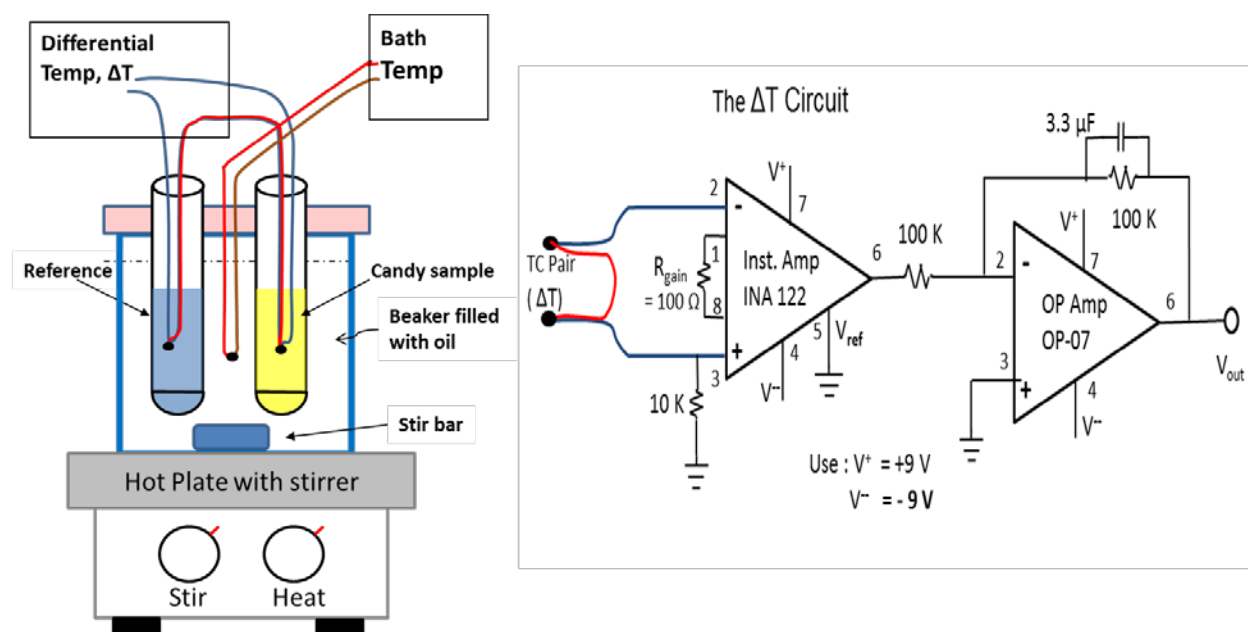 Differential
Temp, ΔT
Bath
Temp
Reference
Candy sample
Beaker filled
with oil
Stir bar
Hot Plate with stirrer
Stir
Heat
The ΔT Circuit
3.3 µF
100 K
V⁺
7
2
-
TC Pair
(ΔT)
1
R_gain
= 100 Ω
8
Inst. Amp
INA 122
6
100 K
5
V_ref
+
3
4
V⁻⁻
10 K
2
-
V⁺
7
OP Amp
OP-07
6
3
+
4
V⁻⁻
V_out
Use : V⁺ = +9 V
V⁻⁻ = - 9 V